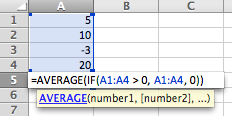 A B C
1 5
2 10
3 -3
4 20
5 =AVERAGE(IF(A1:A4 > 0, A1:A4, 0))
6 AVERAGE(number1, [number2], ...)